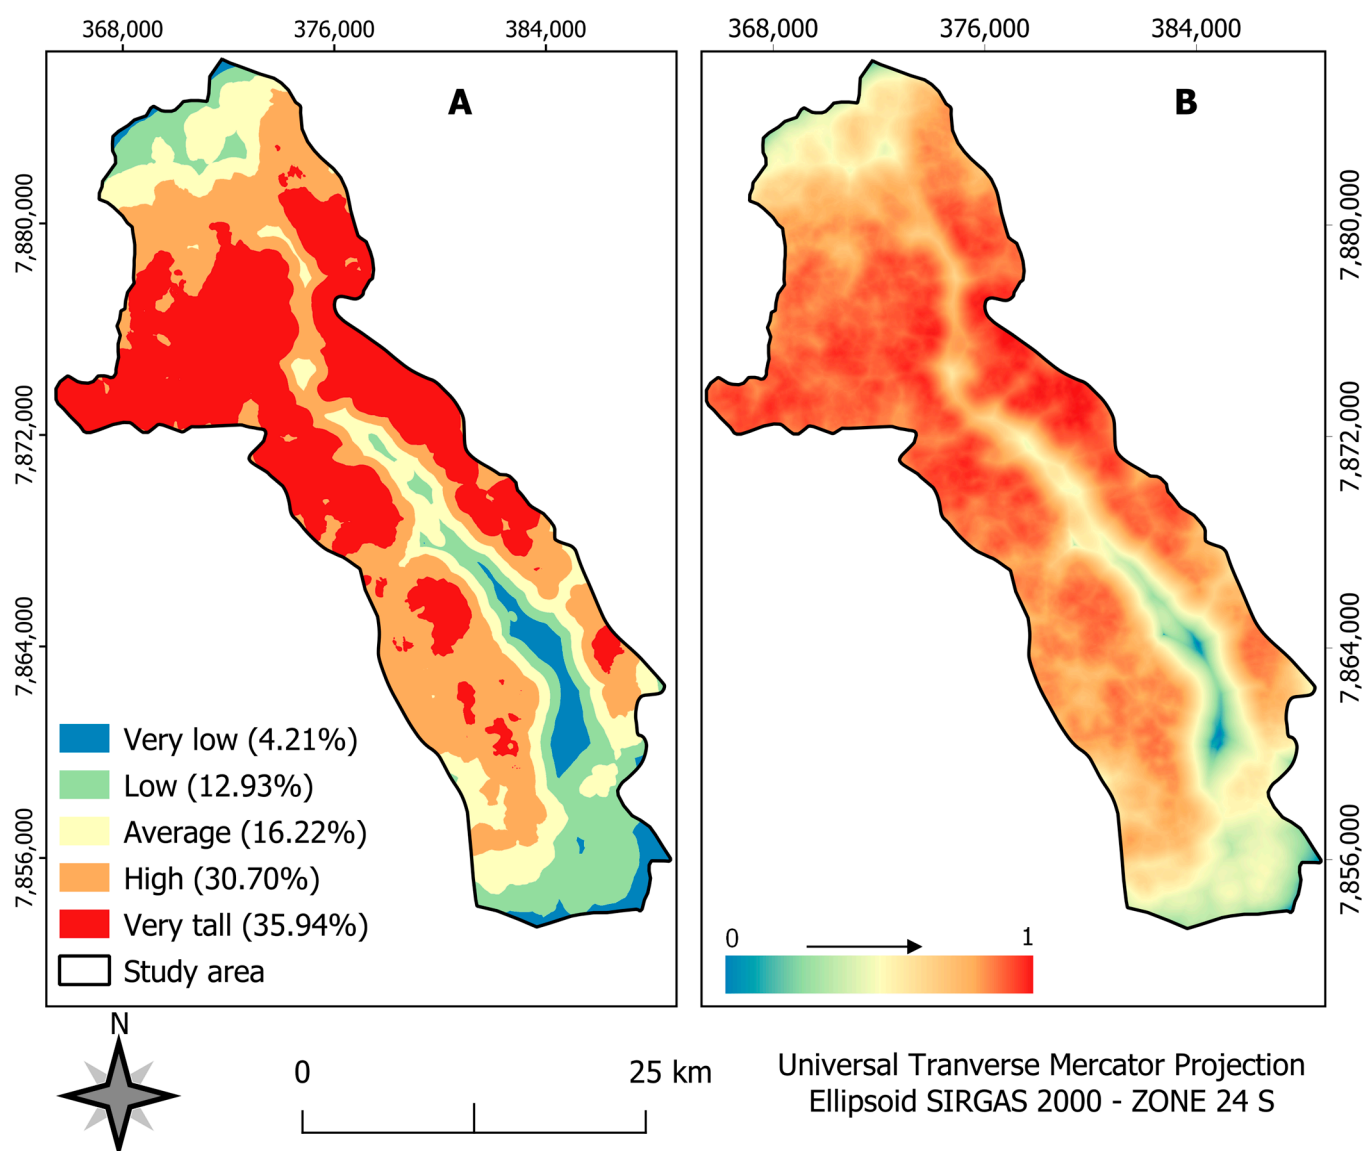 368,000 376,000 384,000
368,000 376,000 384,000
A
B
7,880,000
7,872,000
7,864,000
7,856,000
7,880,000
7,872,000
7,864,000
7,856,000
Very low (4.21%)
Low (12.93%)
Average (16.22%)
High (30.70%)
Very tall (35.94%)
Study area
0 1
N
0 25 km
Universal Tranverse Mercator Projection
Ellipsoid SIRGAS 2000 - ZONE 24 S